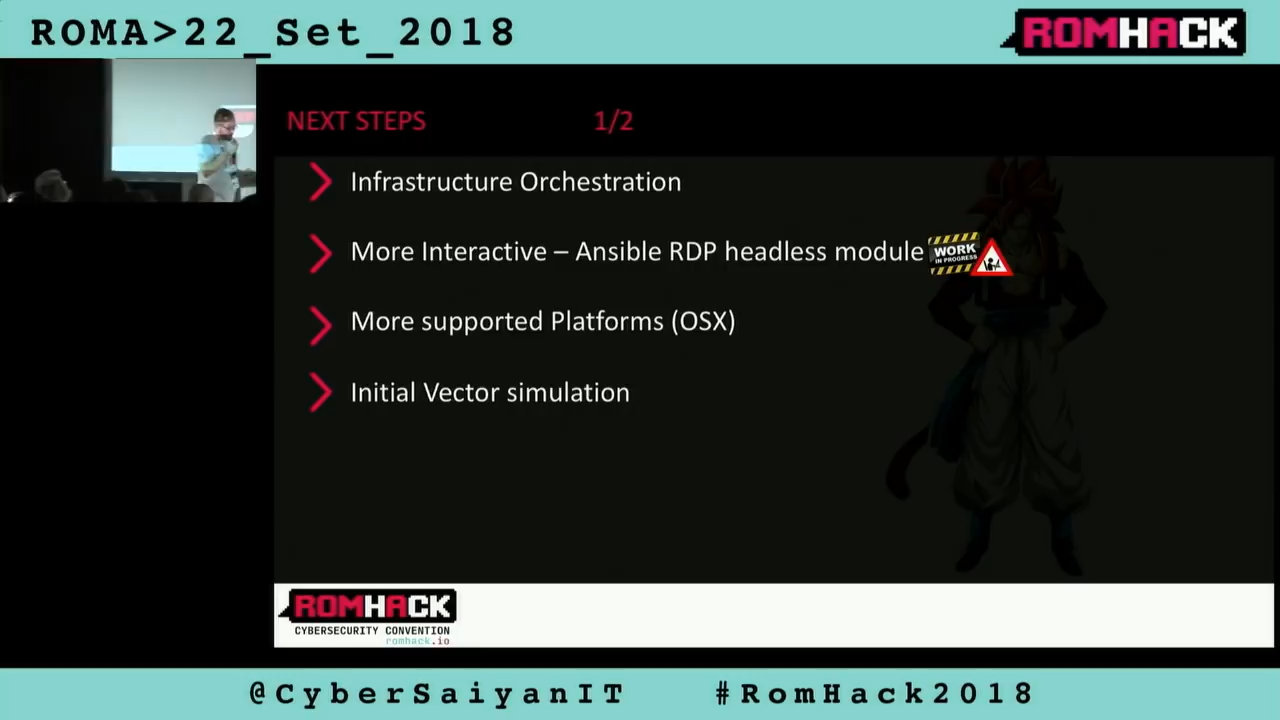 ROMA>22_Set_2018
ROMHACK
NEXT STEPS 1/2
Infrastructure Orchestration
More Interactive – Ansible RDP headless module
WORK
IN PROGRESS
More supported Platforms (OSX)
Initial Vector simulation
ROMHACK
CYBERSECURITY CONVENTION
romhack.io
@CyberSaiyanIT #RomHack2018